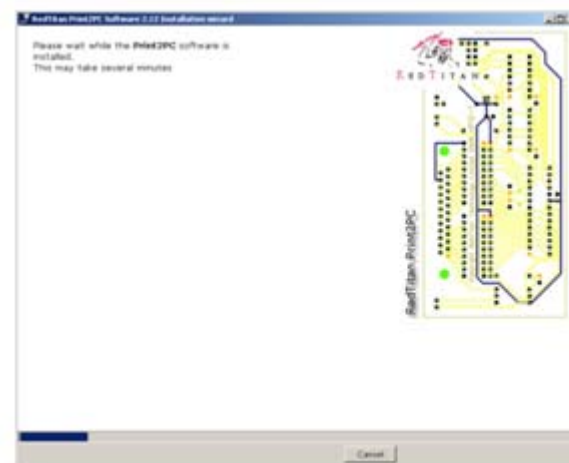 RedTitan Print2PC Software 2.12 Installation wizard
Please wait while the Print2PC software is
installed.
This may take several minutes
REDTITAN
RedTitan Print2PC
Cancel